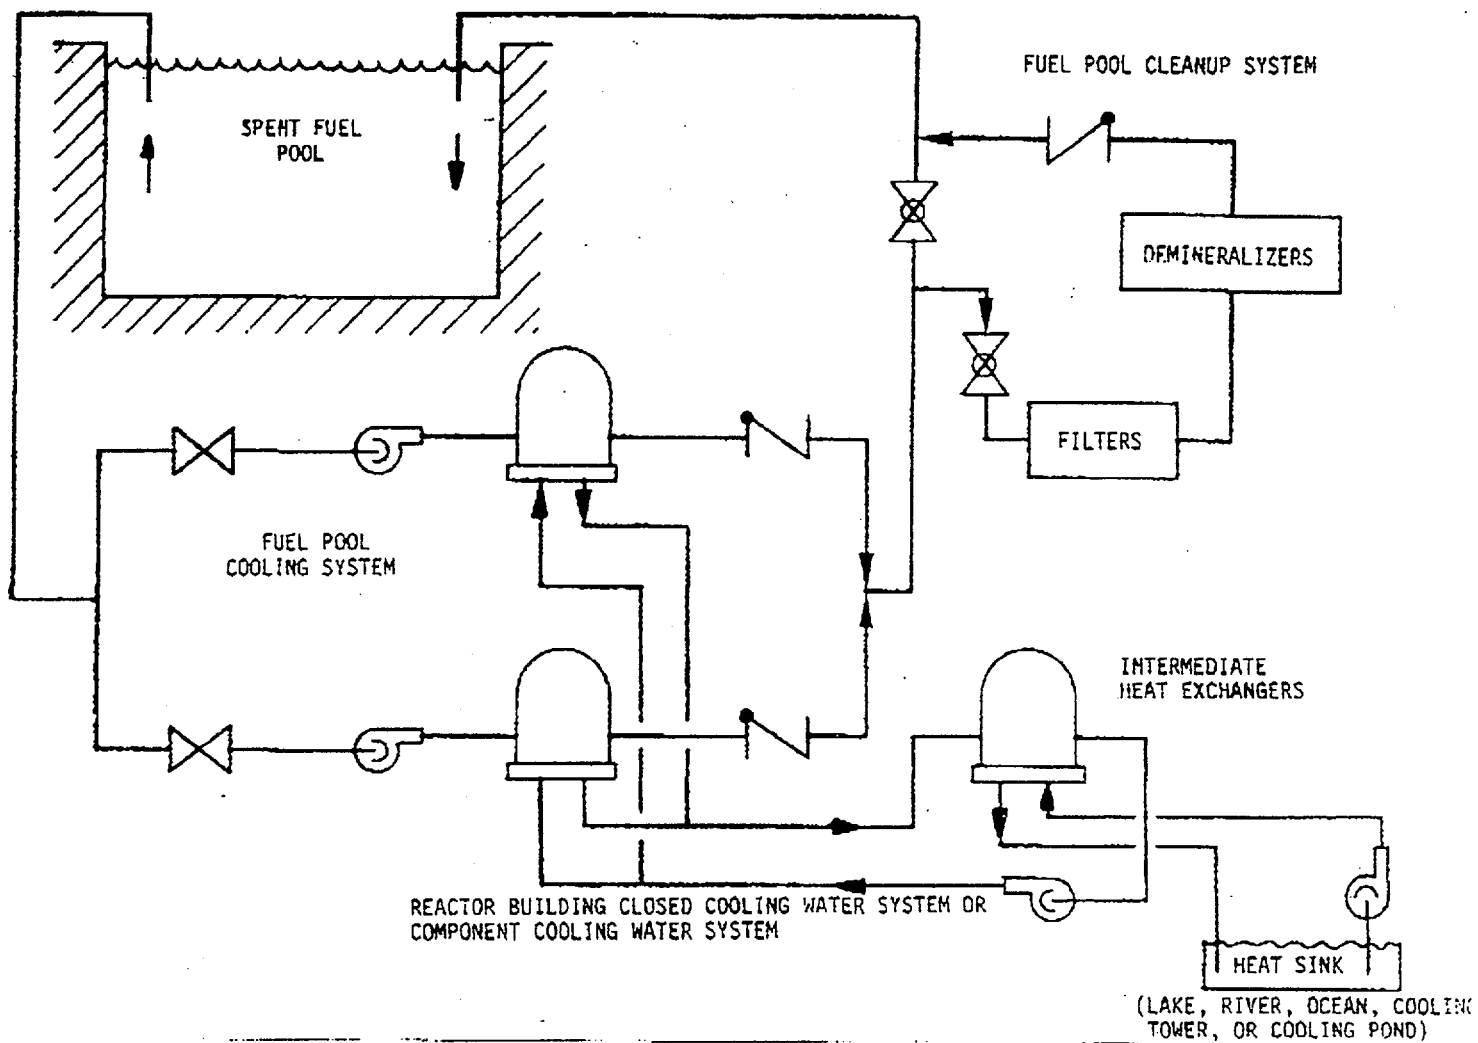 FUEL POOL CLEANUP SYSTEM
SPENT FUEL
POOL
DEMINERALIZERS
FILTERS
FUEL POOL
COOLING SYSTEM
INTERMEDIATE
HEAT EXCHANGERS
REACTOR BUILDING CLOSED COOLING WATER SYSTEM OR
COMPONENT COOLING WATER SYSTEM
HEAT SINK
(LAKE, RIVER, OCEAN, COOLING
TOWER, OR COOLING POND)